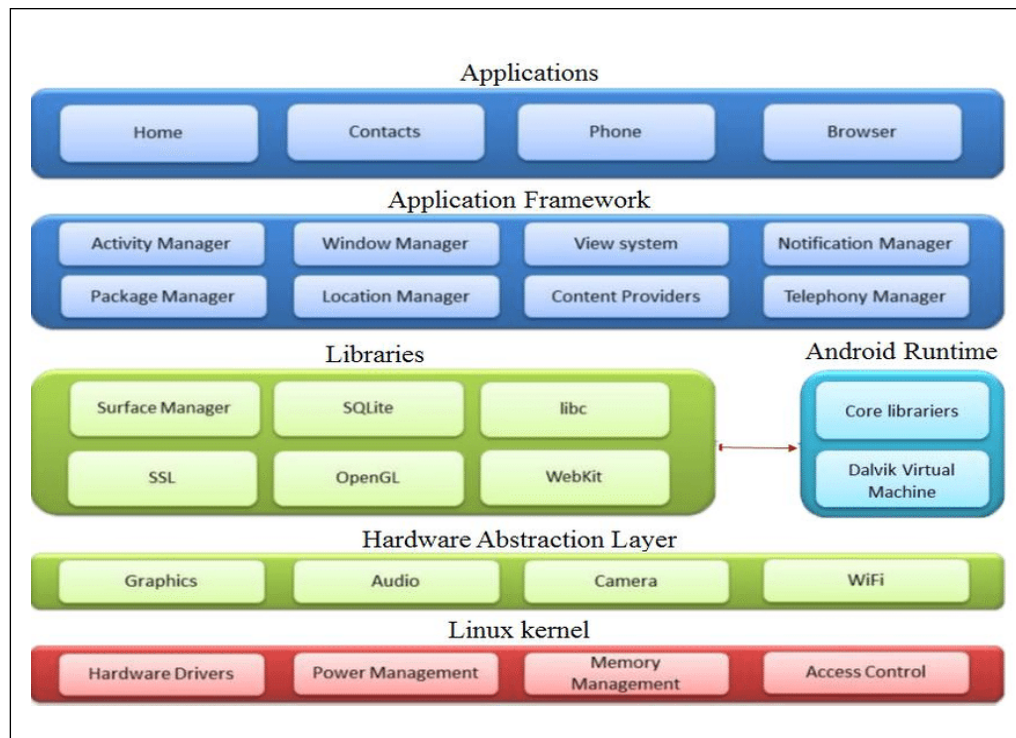 Applications
Home
Contacts
Phone
Browser
Application Framework
Activity Manager
Window Manager
View system
Notification Manager
Package Manager
Location Manager
Content Providers
Telephony Manager
Libraries
Surface Manager
SQLite
libc
SSL
OpenGL
WebKit
Android Runtime
Core librariers
Dalvik Virtual
Machine
Hardware Abstraction Layer
Graphics
Audio
Camera
WiFi
Linux kernel
Hardware Drivers
Power Management
Memory
Management
Access Control